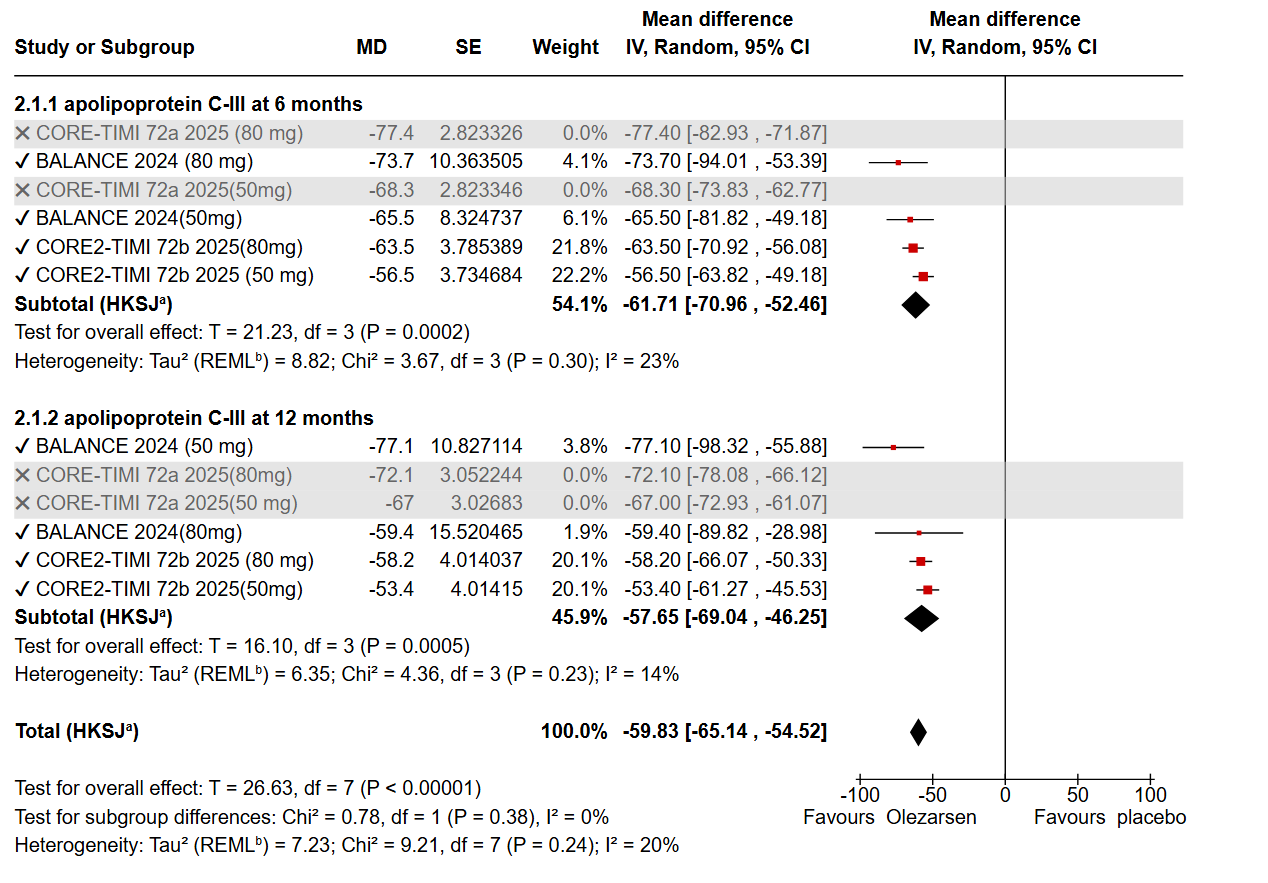 Mean difference Mean difference
Study or Subgroup MD SE Weight IV, Random, 95% CI IV, Random, 95% CI
2.1.1 apolipoprotein C-III at 6 months
✕ CORE-TIMI 72a 2025 (80 mg) -77.4 2.823326 0.0% -77.40 [-82.93 , -71.87]
✓ BALANCE 2024 (80 mg) -73.7 10.363505 4.1% -73.70 [-94.01 , -53.39]
✕ CORE-TIMI 72a 2025(50mg) -68.3 2.823346 0.0% -68.30 [-73.83 , -62.77]
✓ BALANCE 2024(50mg) -65.5 8.324737 6.1% -65.50 [-81.82 , -49.18]
✓ CORE2-TIMI 72b 2025(80mg) -63.5 3.785389 21.8% -63.50 [-70.92 , -56.08]
✓ CORE2-TIMI 72b 2025 (50 mg) -56.5 3.734684 22.2% -56.50 [-63.82 , -49.18]
Subtotal (HKSJᵃ) 54.1% -61.71 [-70.96 , -52.46]
Test for overall effect: T = 21.23, df = 3 (P = 0.0002)
Heterogeneity: Tau² (REMLᵇ) = 8.82; Chi² = 3.67, df = 3 (P = 0.30); I² = 23%
2.1.2 apolipoprotein C-III at 12 months
✓ BALANCE 2024 (50 mg) -77.1 10.827114 3.8% -77.10 [-98.32 , -55.88]
✕ CORE-TIMI 72a 2025(80mg) -72.1 3.052244 0.0% -72.10 [-78.08 , -66.12]
✕ CORE-TIMI 72a 2025(50 mg) -67 3.02683 0.0% -67.00 [-72.93 , -61.07]
✓ BALANCE 2024(80mg) -59.4 15.520465 1.9% -59.40 [-89.82 , -28.98]
✓ CORE2-TIMI 72b 2025 (80 mg) -58.2 4.014037 20.1% -58.20 [-66.07 , -50.33]
✓ CORE2-TIMI 72b 2025(50mg) -53.4 4.01415 20.1% -53.40 [-61.27 , -45.53]
Subtotal (HKSJᵃ) 45.9% -57.65 [-69.04 , -46.25]
Test for overall effect: T = 16.10, df = 3 (P = 0.0005)
Heterogeneity: Tau² (REMLᵇ) = 6.35; Chi² = 4.36, df = 3 (P = 0.23); I² = 14%
Total (HKSJᵃ) 100.0% -59.83 [-65.14 , -54.52]
Test for overall effect: T = 26.63, df = 7 (P < 0.00001)
Test for subgroup differences: Chi² = 0.78, df = 1 (P = 0.38), I² = 0%
Heterogeneity: Tau² (REMLᵇ) = 7.23; Chi² = 9.21, df = 7 (P = 0.24); I² = 20%
-100 -50 0 50 100
Favours Olezarsen Favours placebo